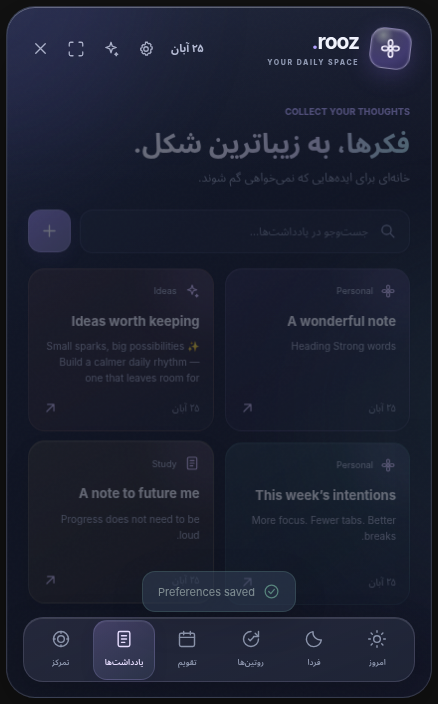 rooz.
YOUR DAILY SPACE
۲۵ آبان
COLLECT YOUR THOUGHTS
فکرها، به زیباترین شکل.
خانه‌ای برای ایده‌هایی که نمی‌خواهی گم شوند.
جست‌وجو در یادداشت‌ها...
Personal
A wonderful note
Heading Strong words
۲۵ آبان
Ideas
Ideas worth keeping
Small sparks, big possibilities ✨
Build a calmer daily rhythm —
one that leaves room for
۲۵ آبان
Personal
This week's intentions
More focus. Fewer tabs. Better
breaks.
۲۵ آبان
Study
A note to future me
Progress does not need to be
loud.
Preferences saved
امروز
فردا
روتین‌ها
تقویم
یادداشت‌ها
تمرکز